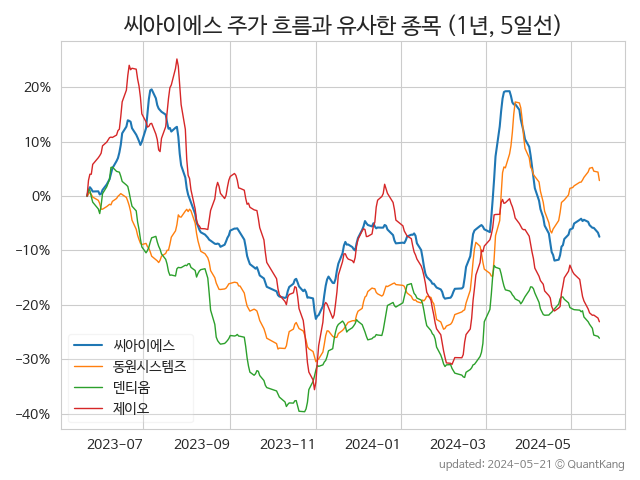 씨아이에스 주가 흐름과 유사한 종목 (1년, 5일선)
20%
10%
0%
−10%
−20%
−30%
−40%
씨아이에스
동원시스템즈
덴티움
제이오
2023-07
2023-09
2023-11
2024-01
2024-03
2024-05
updated: 2024-05-21 © QuantKang